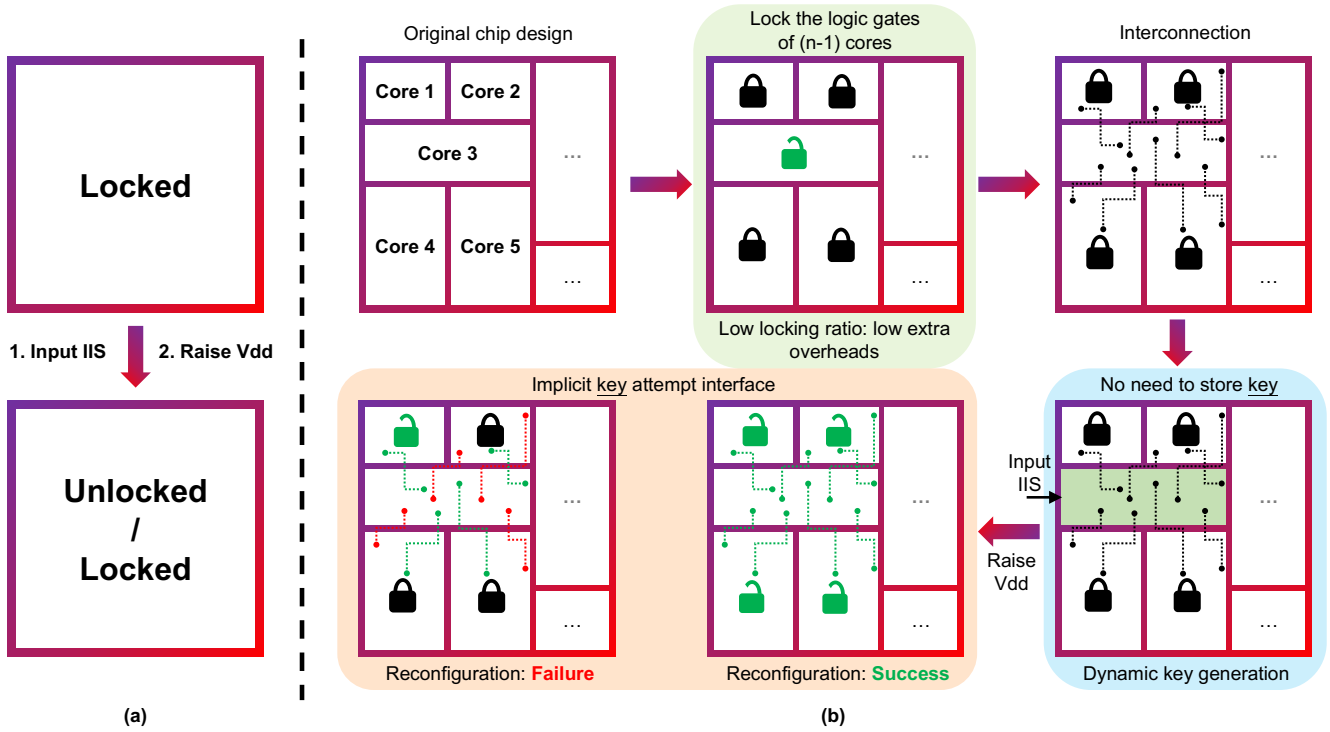 Locked
1. Input IIS
2. Raise Vdd
Unlocked
/
Locked
(a)
Original chip design
Core 1
Core 2
Core 3
Core 4
Core 5
...
...
Lock the logic gates
of (n-1) cores
...
...
Low locking ratio: low extra
overheads
Interconnection
...
...
Implicit key attempt interface
...
...
Reconfiguration: Failure
...
...
Reconfiguration: Success
No need to store key
Input
IIS
Raise
Vdd
...
...
Dynamic key generation
(b)